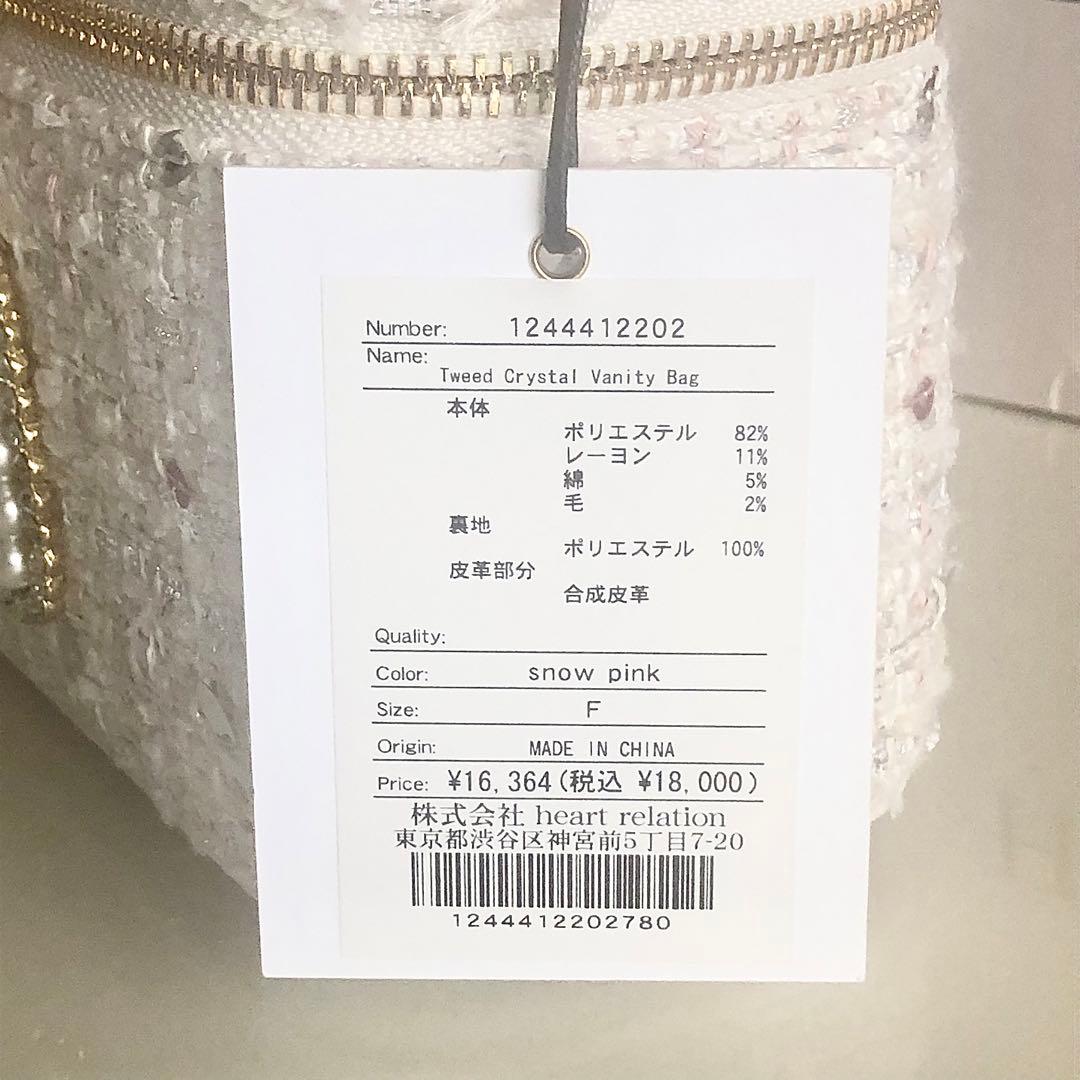 Number: 1244412202
Name:
Tweed Crystal Vanity Bag
本体
ポリエステル 82%
レーヨン 11%
綿 5%
毛 2%
裏地
ポリエステル 100%
皮革部分
合成皮革
Quality:
Color: snow pink
Size: F
Origin: MADE IN CHINA
Price: ¥16,364(税込 ¥18,000)
株式会社 heart relation
東京都渋谷区神宮前5丁目7-20
1244412202780